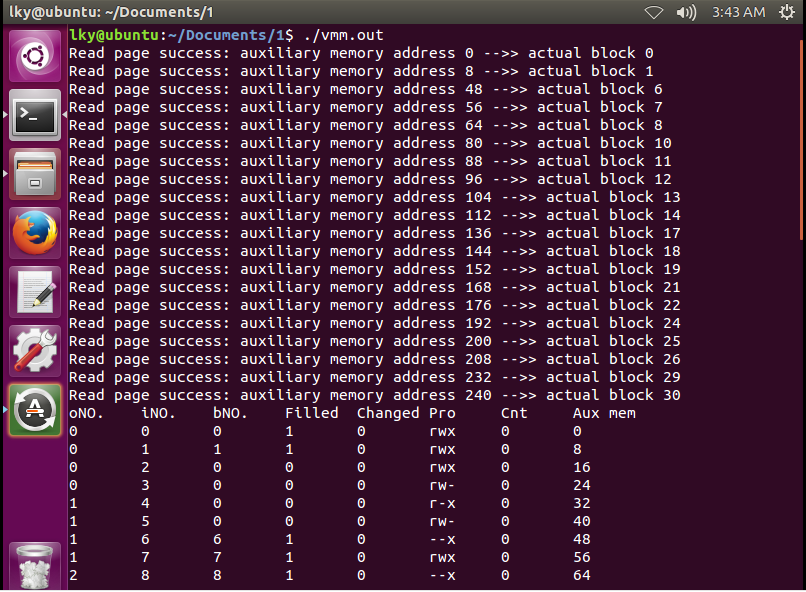 lky@ubuntu: ~/Documents/1 3:43 AM
lky@ubuntu:~/Documents/1$ ./vmm.out
Read page success: auxiliary memory address 0 -->> actual block 0
Read page success: auxiliary memory address 8 -->> actual block 1
Read page success: auxiliary memory address 48 -->> actual block 6
Read page success: auxiliary memory address 56 -->> actual block 7
Read page success: auxiliary memory address 64 -->> actual block 8
Read page success: auxiliary memory address 80 -->> actual block 10
Read page success: auxiliary memory address 88 -->> actual block 11
Read page success: auxiliary memory address 96 -->> actual block 12
Read page success: auxiliary memory address 104 -->> actual block 13
Read page success: auxiliary memory address 112 -->> actual block 14
Read page success: auxiliary memory address 136 -->> actual block 17
Read page success: auxiliary memory address 144 -->> actual block 18
Read page success: auxiliary memory address 152 -->> actual block 19
Read page success: auxiliary memory address 168 -->> actual block 21
Read page success: auxiliary memory address 176 -->> actual block 22
Read page success: auxiliary memory address 192 -->> actual block 24
Read page success: auxiliary memory address 200 -->> actual block 25
Read page success: auxiliary memory address 208 -->> actual block 26
Read page success: auxiliary memory address 232 -->> actual block 29
Read page success: auxiliary memory address 240 -->> actual block 30
oNO. iNO. bNO. Filled Changed Pro Cnt Aux mem
0 0 0 1 0 rwx 0 0
0 1 1 1 0 rwx 0 8
0 2 0 0 0 rwx 0 16
0 3 0 0 0 rw- 0 24
1 4 0 0 0 r-x 0 32
1 5 0 0 0 rw- 0 40
1 6 6 1 0 --x 0 48
1 7 7 1 0 rwx 0 56
2 8 8 1 0 --x 0 64